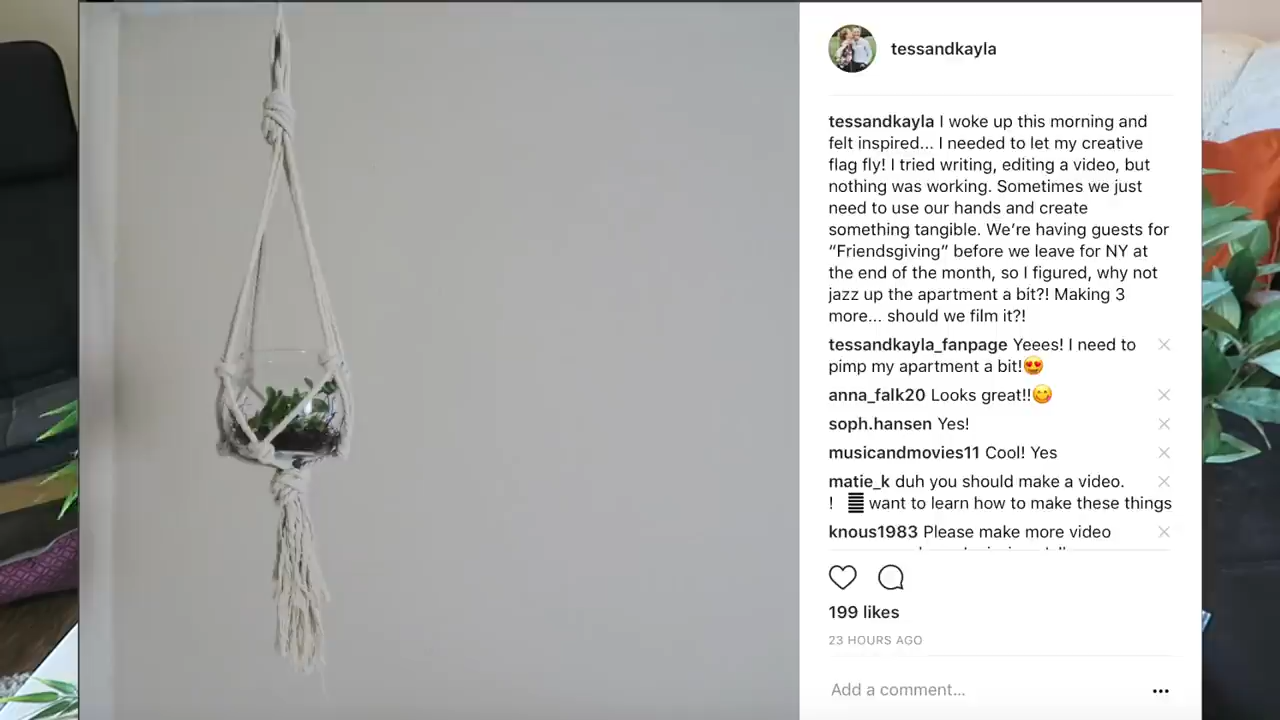 tessandkayla
tessandkayla I woke up this morning and
felt inspired... I needed to let my creative
flag fly! I tried writing, editing a video, but
nothing was working. Sometimes we just
need to use our hands and create
something tangible. We’re having guests for
“Friendsgiving” before we leave for NY at
the end of the month, so I figured, why not
jazz up the apartment a bit?! Making 3
more... should we film it?!
tessandkayla_fanpage Yeees! I need to
pimp my apartment a bit!😍
anna_falk20 Looks great!!😋
soph.hansen Yes!
musicandmovies11 Cool! Yes
matie_k duh you should make a video.
! want to learn how to make these things
knous1983 Please make more video
199 likes
23 HOURS AGO
Add a comment...